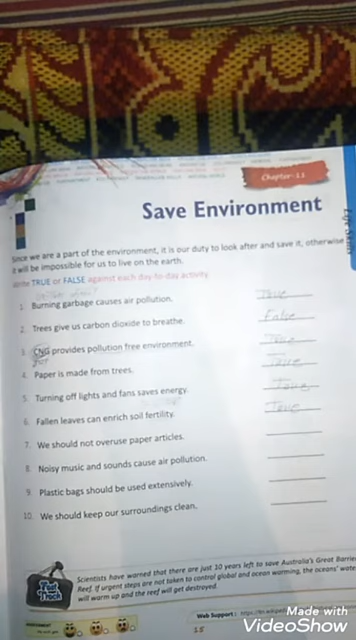 Chapter-11
Save Environment
Since we are a part of the environment, it is our duty to look after and save it, otherwise
it will be impossible for us to live on the earth.
Write TRUE or FALSE against each day-to-day activity.
1. Burning garbage causes air pollution. True
2. Trees give us carbon dioxide to breathe. False
3. CNG provides pollution free environment. True
4. Paper is made from trees. True
5. Turning off lights and fans saves energy. True
6. Fallen leaves can enrich soil fertility. True
7. We should not overuse paper articles.
8. Noisy music and sounds cause air pollution.
9. Plastic bags should be used extensively.
10. We should keep our surroundings clean.
Fast Track
Scientists have warned that there are just 10 years left to save Australia's Great Barrier
Reef. If urgent steps are not taken to control global and ocean warming, the oceans' water
will warm up and the reef will get destroyed.
Web Support :
15
Made with
VideoShow